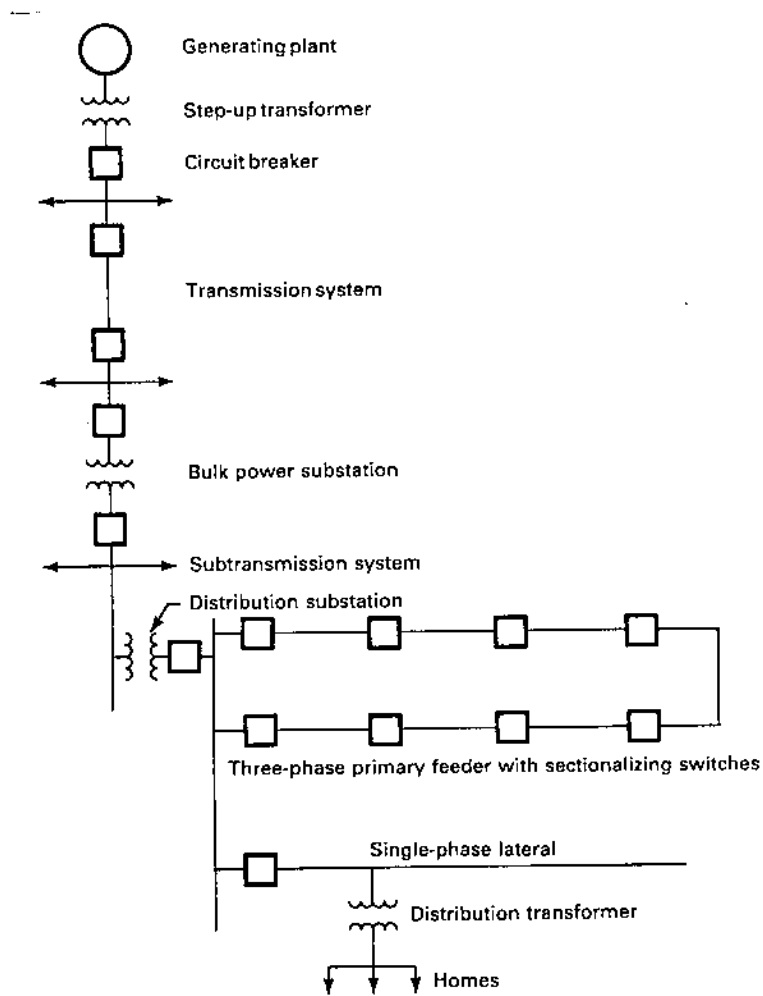 Generating plant
Step-up transformer
Circuit breaker
Transmission system
Bulk power substation
Subtransmission system
Distribution substation
Three-phase primary feeder with sectionalizing switches
Single-phase lateral
Distribution transformer
Homes